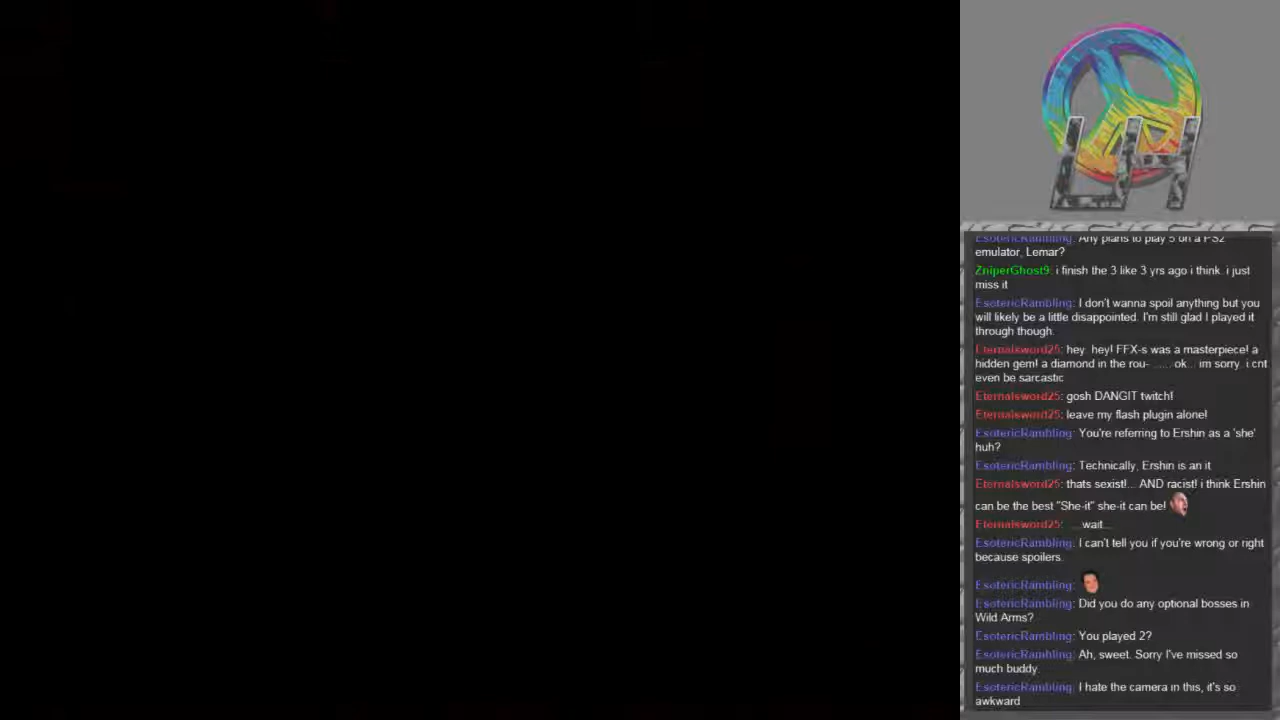 LH
EsotericRambling: Any plans to play 5 on a PS2
emulator, Lemar?
ZniperGhost9: i finish the 3 like 3 yrs ago i think. i just
miss it
EsotericRambling: I don't wanna spoil anything but you
will likely be a little disappointed. I'm still glad I played it
through though.
Eternalsword25: hey. hey! FFX-s was a masterpiece! a
hidden gem! a diamond in the rou- ...... ok... im sorry. i cnt
even be sarcastic
Eternalsword25: gosh DANGIT twitch!
Eternalsword25: leave my flash plugin alone!
EsotericRambling: You're referring to Ershin as a 'she'
huh?
EsotericRambling: Technically, Ershin is an it
Eternalsword25: thats sexist!... AND racist! i think Ershin
can be the best "She-it" she-it can be!
Eternalsword25: ....wait...
EsotericRambling: I can't tell you if you're wrong or right
because spoilers.
EsotericRambling:
EsotericRambling: Did you do any optional bosses in
Wild Arms?
EsotericRambling: You played 2?
EsotericRambling: Ah, sweet. Sorry I've missed so
much buddy.
EsotericRambling: I hate the camera in this, it's so
awkward